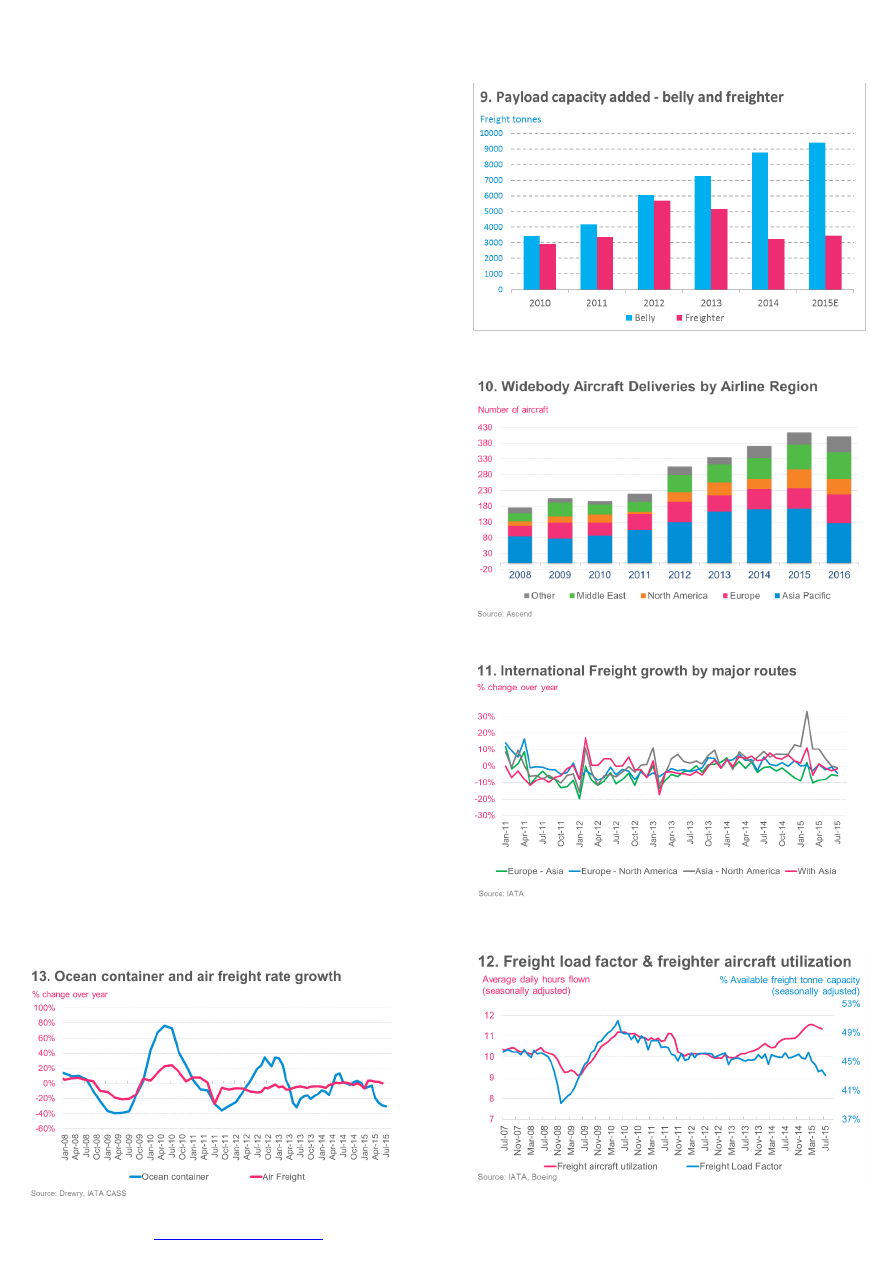 9. Payload capacity added - belly and freighter
Freight tonnes
10000
9000
8000
7000
6000
5000
4000
3000
2000
1000
0
2010 2011 2012 2013 2014 2015E
Belly Freighter
10. Widebody Aircraft Deliveries by Airline Region
Number of aircraft
430
380
330
280
230
180
130
80
30
-20
2008 2009 2010 2011 2012 2013 2014 2015 2016
Other Middle East North America Europe Asia Pacific
Source: Ascend
11. International Freight growth by major routes
% change over year
30%
20%
10%
0%
-10%
-20%
-30%
Jan-11 Apr-11 Jul-11 Oct-11 Jan-12 Apr-12 Jul-12 Oct-12 Jan-13 Apr-13 Jul-13 Oct-13 Jan-14 Apr-14 Jul-14 Oct-14 Jan-15 Apr-15 Jul-15
Europe - Asia Europe - North America Asia - North America With Asia
Source: IATA
13. Ocean container and air freight rate growth
% change over year
100%
80%
60%
40%
20%
0%
-20%
-40%
-60%
Jan-08 Apr-08 Jul-08 Oct-08 Jan-09 Apr-09 Jul-09 Oct-09 Jan-10 Apr-10 Jul-10 Oct-10 Jan-11 Apr-11 Jul-11 Oct-11 Jan-12 Apr-12 Jul-12 Oct-12 Jan-13 Apr-13 Jul-13 Oct-13 Jan-14 Apr-14 Jul-14 Oct-14 Jan-15 Apr-15 Jul-15
Ocean container Air Freight
Source: Drewry, IATA CASS
12. Freight load factor & freighter aircraft utilization
Average daily hours flown % Available freight tonne capacity
(seasonally adjusted) (seasonally adjusted)
53%
12
11 49%
10 45%
9
8 41%
7 37%
Jul-07 Nov-07 Mar-08 Jul-08 Nov-08 Mar-09 Jul-09 Nov-09 Mar-10 Jul-10 Nov-10 Mar-11 Jul-11 Nov-11 Mar-12 Jul-12 Nov-12 Mar-13 Jul-13 Nov-13 Mar-14 Jul-14 Nov-14 Mar-15 Jul-15
Freight aircraft utilzation Freight Load Factor
Source: IATA, Boeing